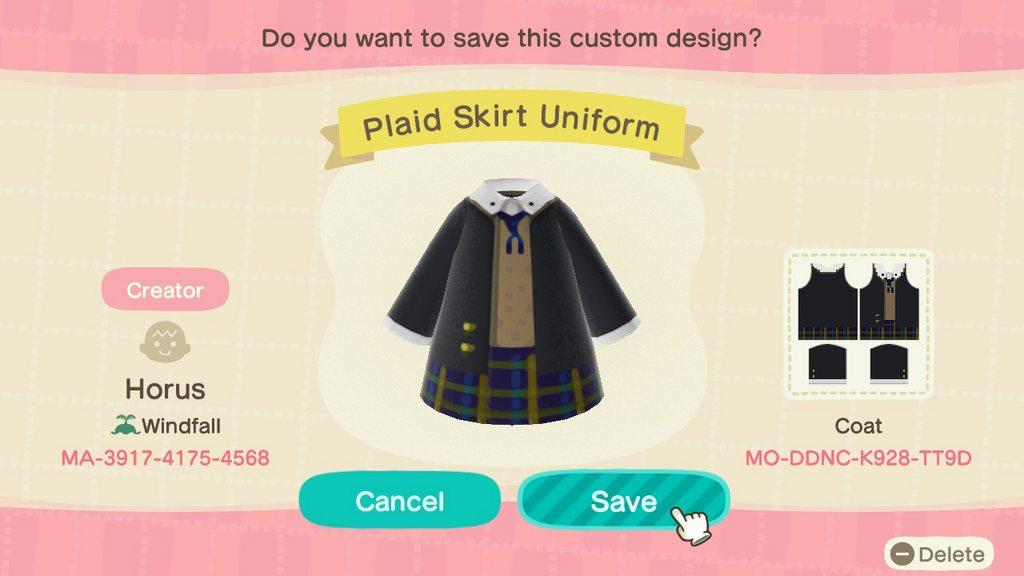 Do you want to save this custom design?
Plaid Skirt Uniform
Creator
Horus
Windfall
MA-3917-4175-4568
Coat
MO-DDNC-K928-TT9D
Cancel
Save
Delete